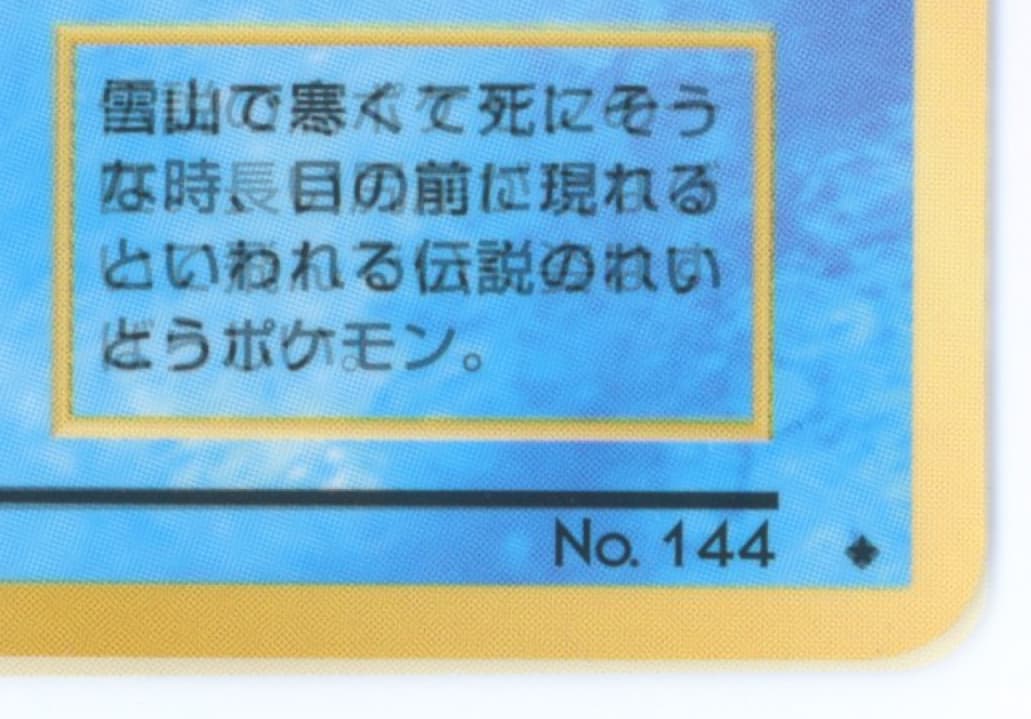 雪山で寒くて死にそう
な時、目の前に現れる
といわれる伝説のれい
とうポケモン。
No. 144